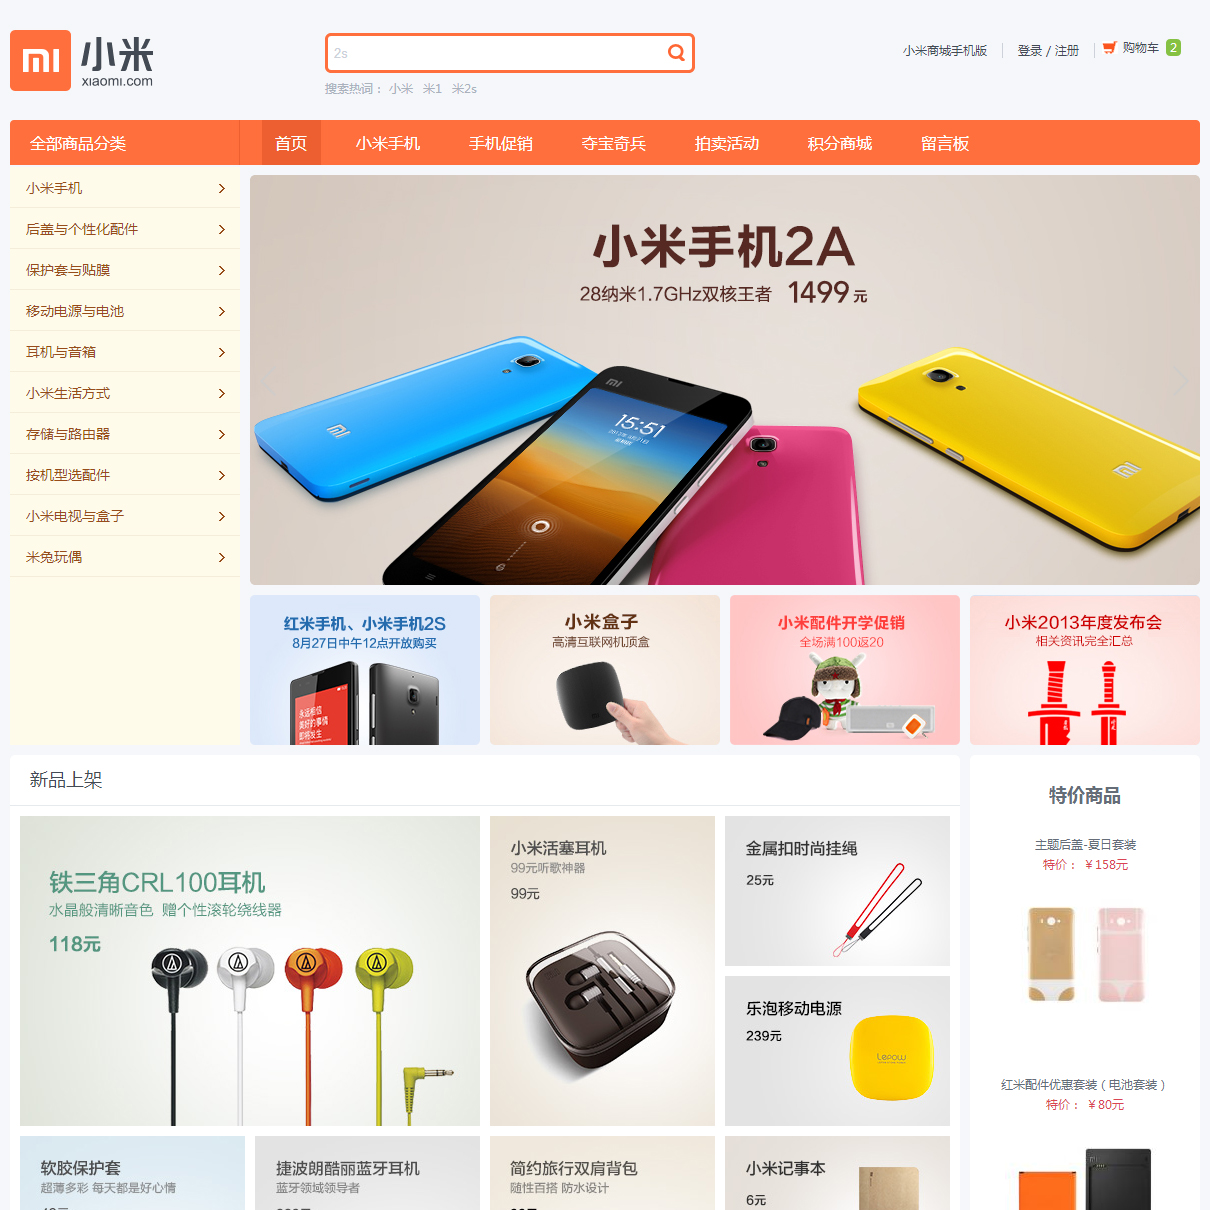 小米
xiaomi.com
2s
小米商城手机版
登录 / 注册
购物车 2
搜索热词： 小米 米1 米2s
全部商品分类
首页 小米手机 手机促销 夺宝奇兵 拍卖活动 积分商城 留言板
小米手机
后盖与个性化配件
保护套与贴膜
移动电源与电池
耳机与音箱
小米生活方式
存储与路由器
按机型选配件
小米电视与盒子
米兔玩偶
小米手机2A
28纳米1.7GHz双核王者 1499元
15:51
红米手机、小米手机2S
8月27日中午12点开放购买
永远相信
美好的事情
即将发生
小米盒子
高清互联网机顶盒
小米配件开学促销
全场满100返20
小米2013年度发布会
相关资讯完全汇总
新品上架
铁三角CRL100耳机
水晶般清晰音色 赠个性滚轮绕线器
118元
小米活塞耳机
99元听歌神器
99元
金属扣时尚挂绳
25元
乐泡移动电源
239元
Lepow
软胶保护套
超薄多彩 每天都是好心情
捷波朗酷丽蓝牙耳机
蓝牙领域领导者
简约旅行双肩背包
随性百搭 防水设计
小米记事本
6元
特价商品
主题后盖-夏日套装
特价：￥158元
红米配件优惠套装（电池套装）
特价：￥80元